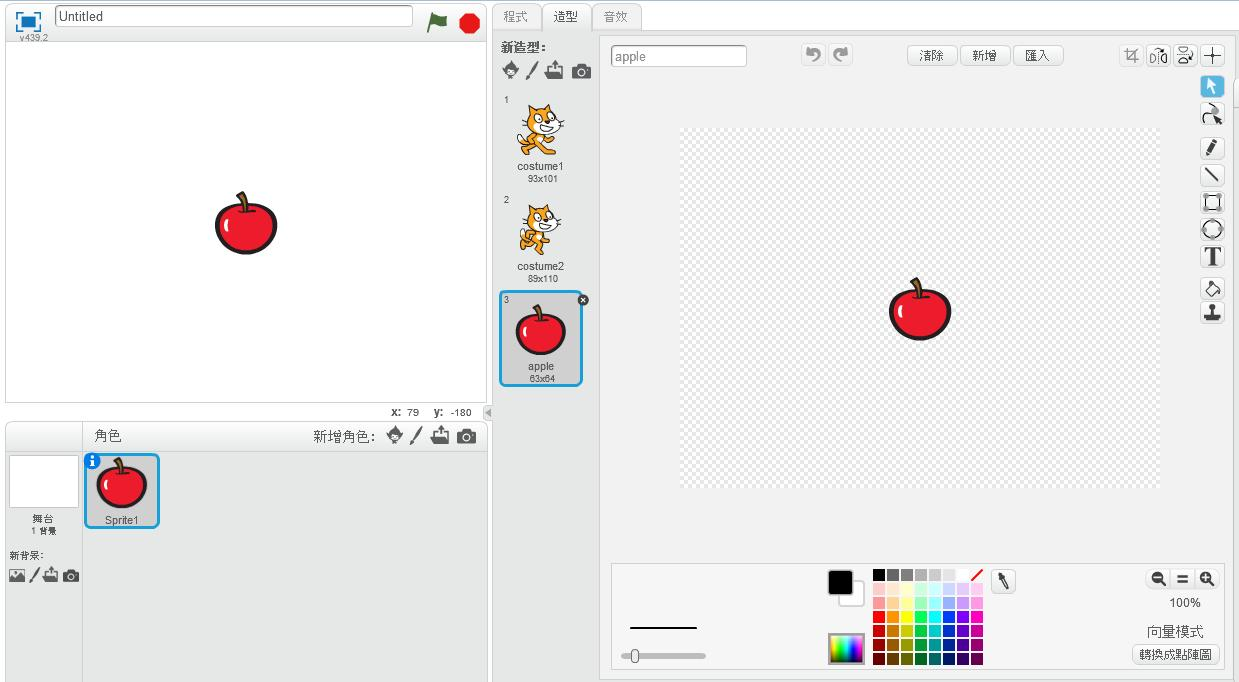 Untitled
v439.2
程式
造型
音效
新造型:
1
costume1
93x101
2
costume2
89x110
3
apple
63x64
apple
清除
新增
匯入
T
x: 79 y: -180
角色
新增角色:
舞台
1 背景
新背景:
Sprite1
100%
向量模式
轉換成點陣圖